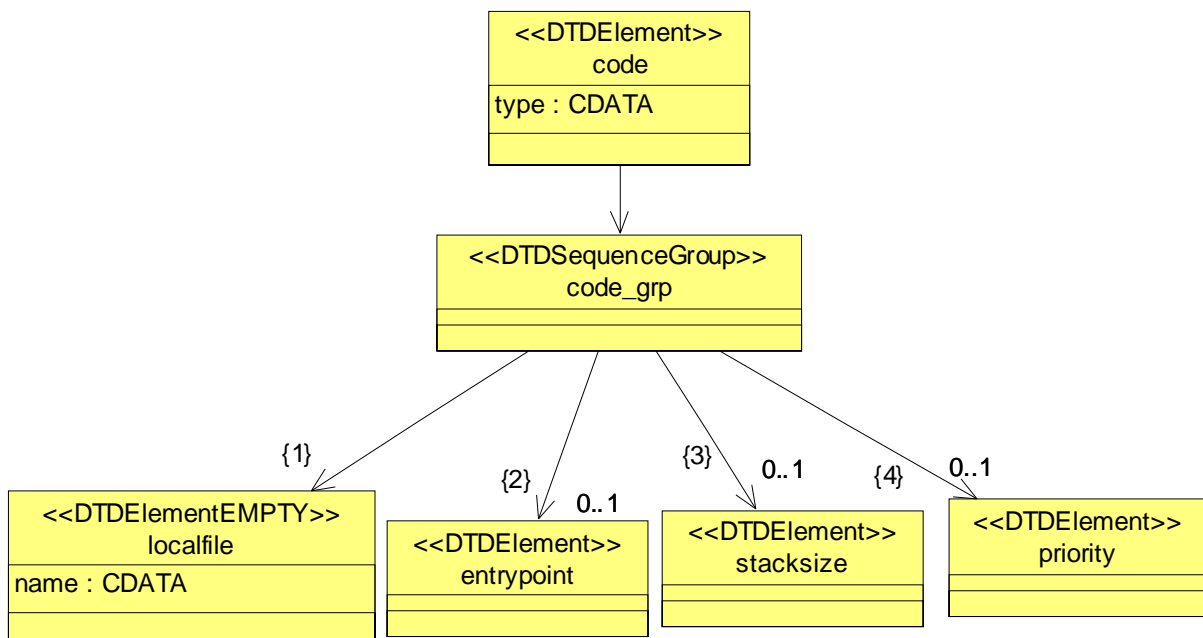 <<DTDElement>>
code
type : CDATA
<<DTDSequenceGroup>>
code_grp
{1}
{2}
0..1
{3}
0..1
{4}
0..1
<<DTDElementEMPTY>>
localfile
name : CDATA
<<DTDElement>>
entrypoint
<<DTDElement>>
stacksize
<<DTDElement>>
priority